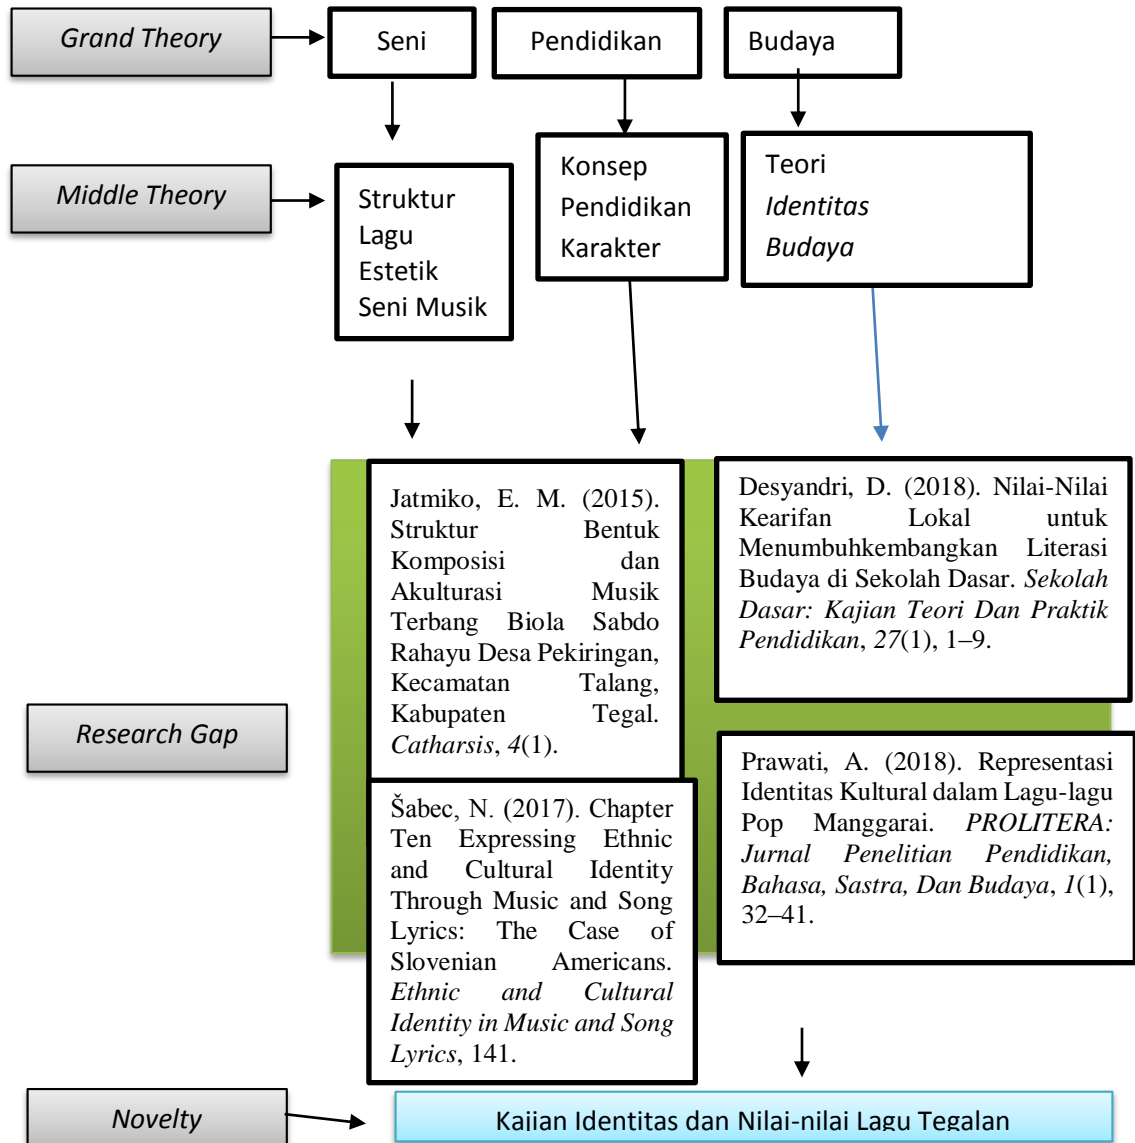 Grand Theory
Seni
Pendidikan
Budaya
Middle Theory
Struktur
Lagu
Estetik
Seni Musik
Konsep
Pendidikan
Karakter
Teori
Identitas
Budaya
Research Gap
Jatmiko, E. M. (2015).
Struktur Bentuk
Komposisi dan
Akulturasi Musik
Terbang Biola Sabdo
Rahayu Desa Pekiringan,
Kecamatan Talang,
Kabupaten Tegal.
Catharsis, 4(1).
Desyandri, D. (2018). Nilai-Nilai
Kearifan Lokal untuk
Menumbuhkembangkan Literasi
Budaya di Sekolah Dasar. Sekolah
Dasar: Kajian Teori Dan Praktik
Pendidikan, 27(1), 1–9.
Šabec, N. (2017). Chapter
Ten Expressing Ethnic
and Cultural Identity
Through Music and Song
Lyrics: The Case of
Slovenian Americans.
Ethnic and Cultural
Identity in Music and Song
Lyrics, 141.
Prawati, A. (2018). Representasi
Identitas Kultural dalam Lagu-lagu
Pop Manggarai. PROLITERA:
Jurnal Penelitian Pendidikan,
Bahasa, Sastra, Dan Budaya, 1(1),
32–41.
Novelty
Kajian Identitas dan Nilai-nilai Lagu Tegalan